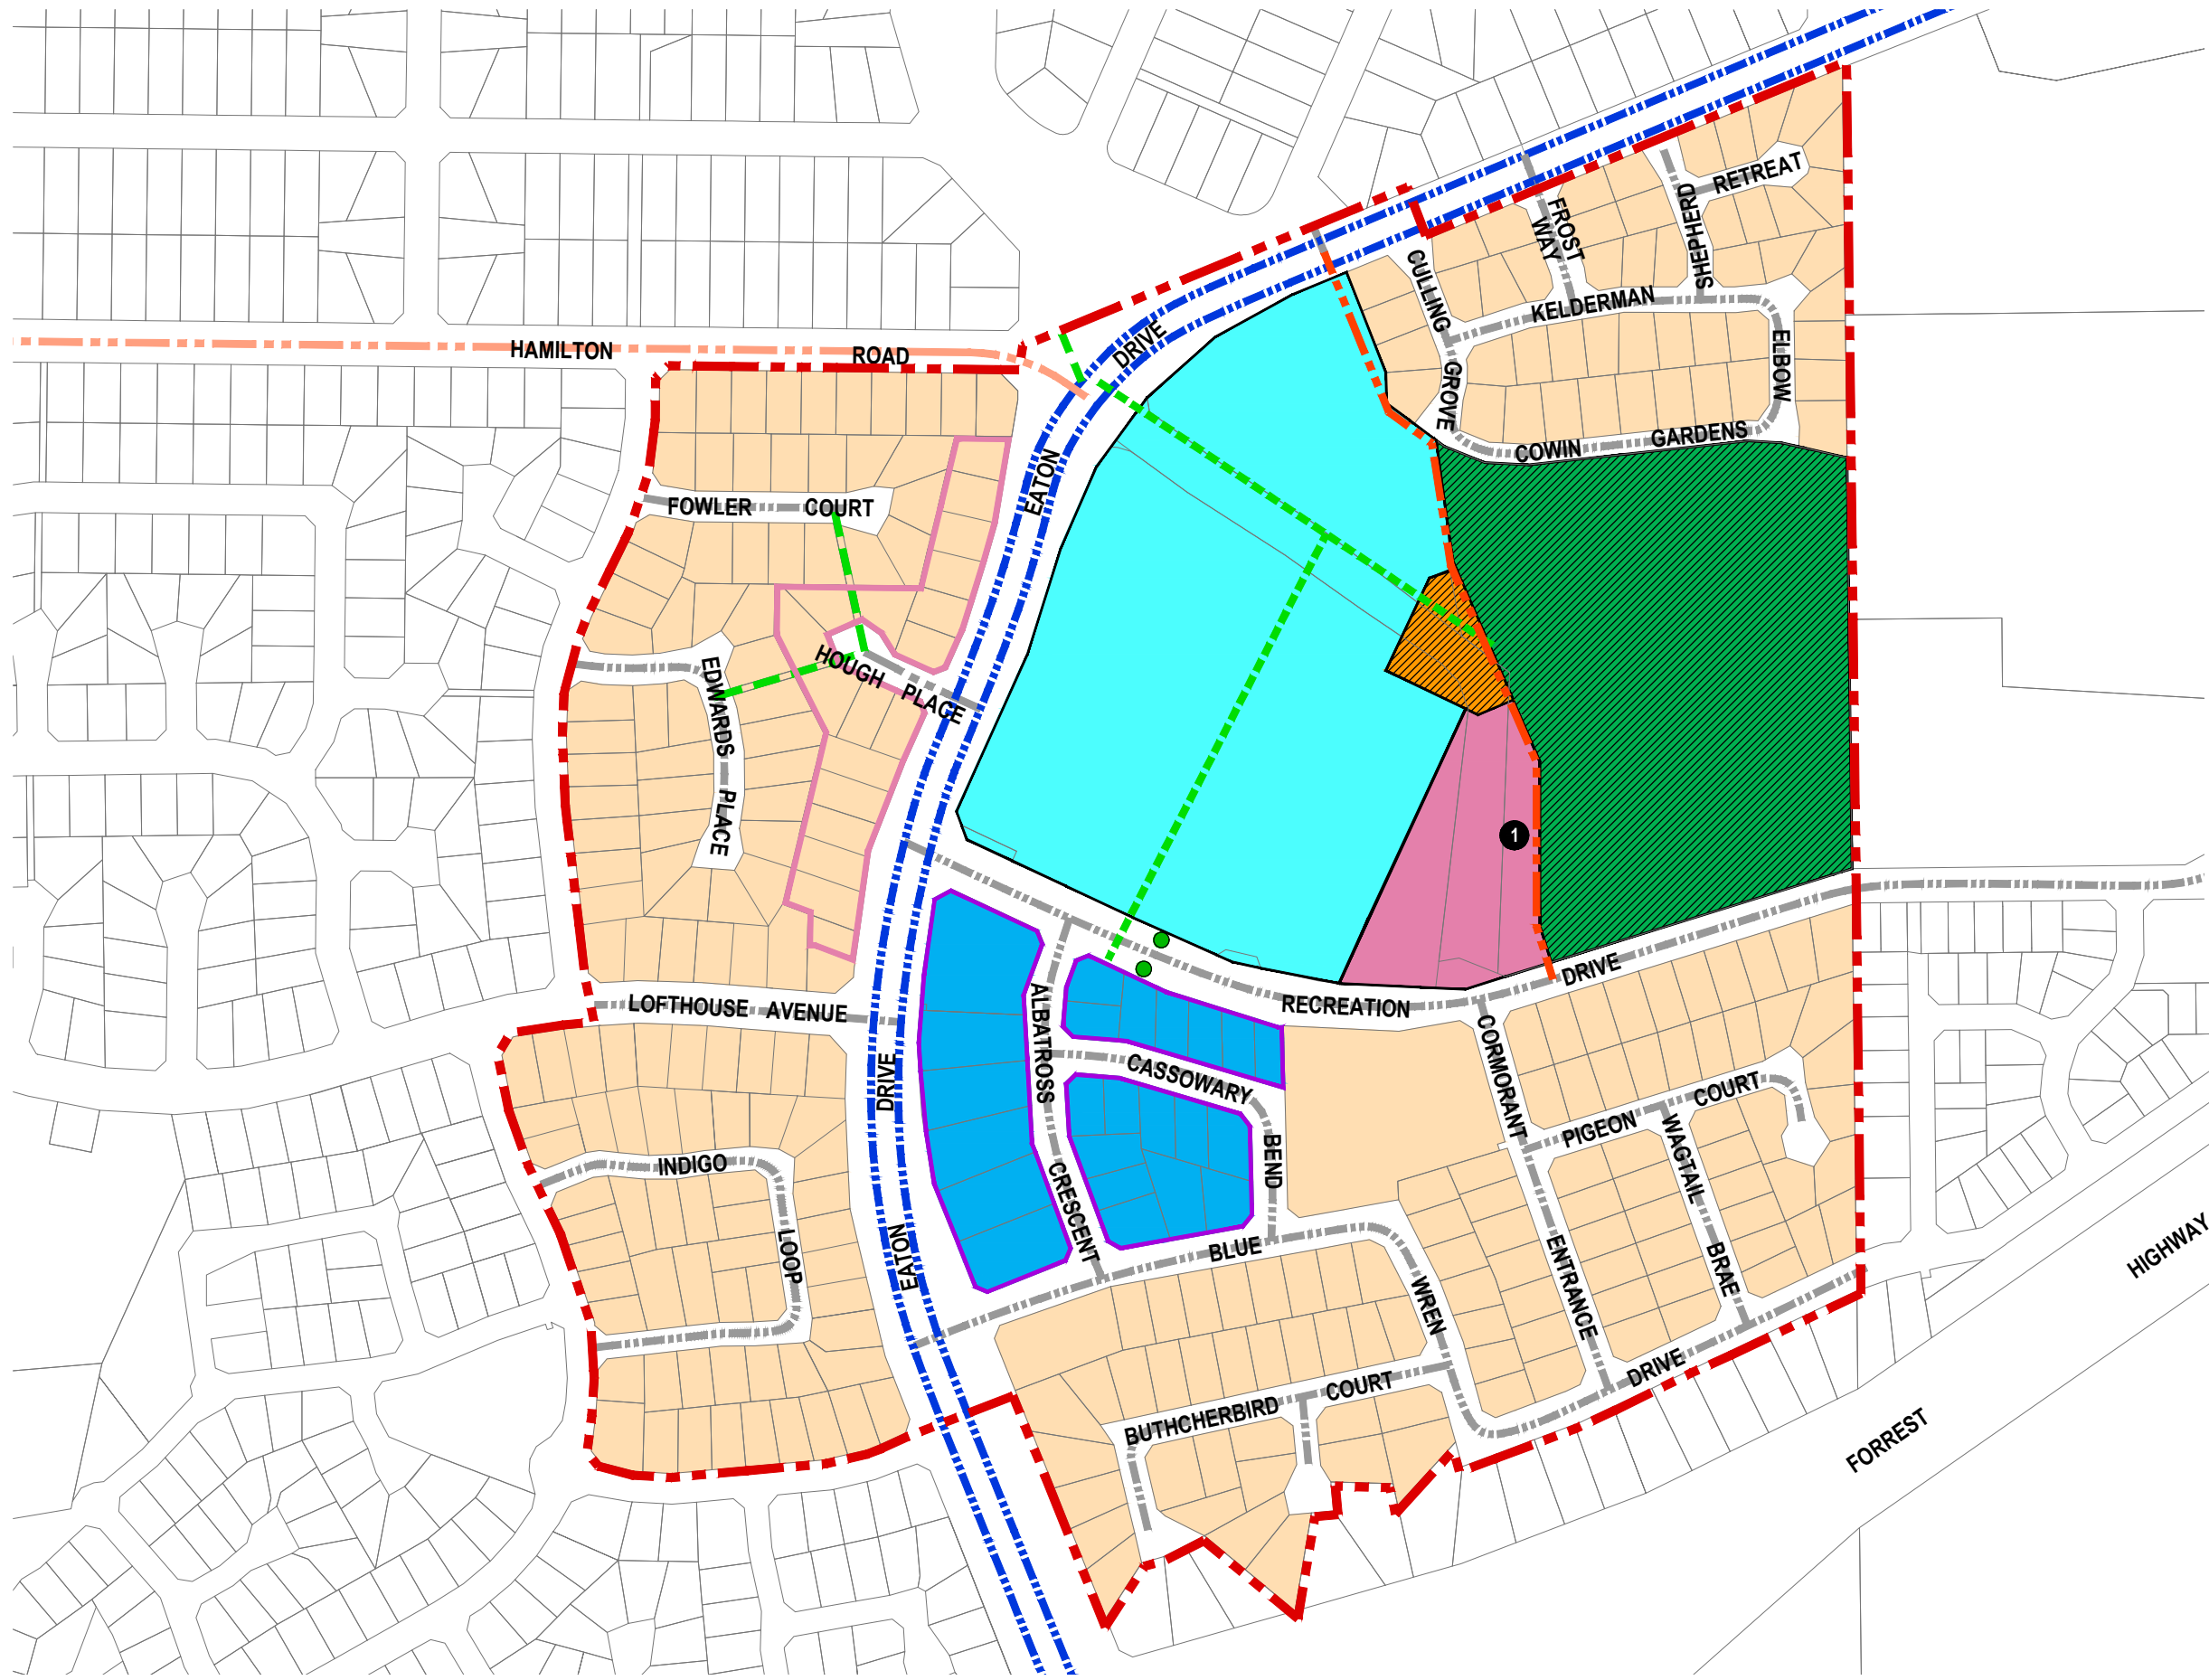 RETREAT
SHEPHERD
FROST
WAY
CULLING
KELDERMAN
DRIVE
HAMILTON ROAD
ELBOW
GROVE
GARDENS
COWIN
EATON
FOWLER COURT
HOUGH PLACE
EDWARDS PLACE
1
DRIVE
RECREATION
LOFTHOUSE AVENUE
ALBATROSS
CASSOWARY
DRIVE
CORMORANT
COURT
PIGEON
WAGTAIL
BEND
INDIGO
CRESCENT
LOOP
BLUE
EATON
ENTRANCE
BRAE
HIGHWAY
WREN
DRIVE
COURT
BUTHCHERBIRD
FORREST